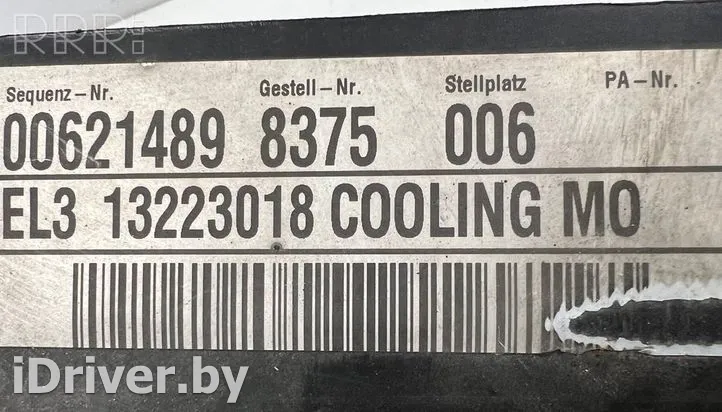 RRR:
Sequenz-Nr. Gestell-Nr. Stellplatz PA-Nr.
00621489 8375 006
EL3 13223018 COOLING MO
iDriver.by